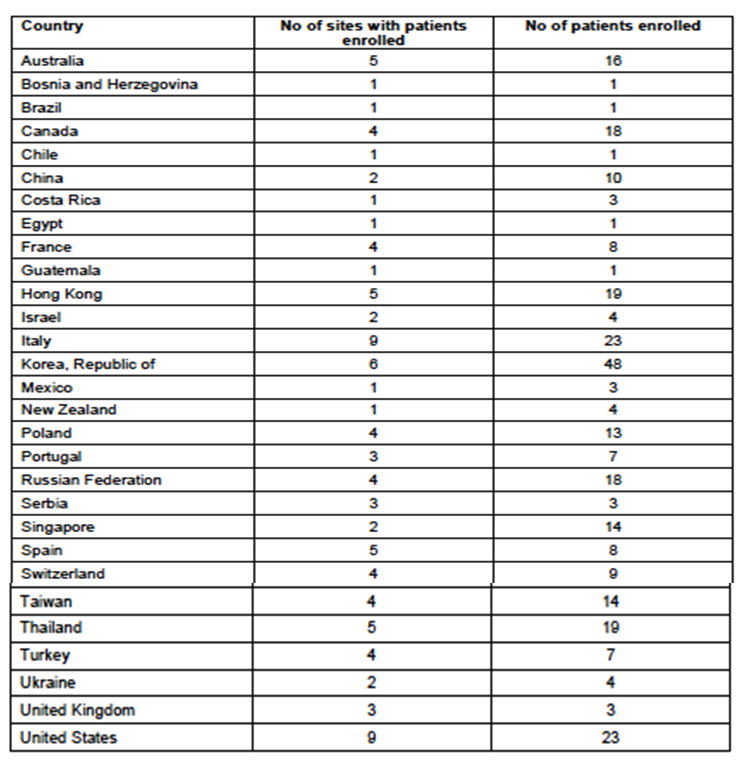 Country No of sites with patients enrolled No of patients enrolled
Australia 5 16
Bosnia and Herzegovina 1 1
Brazil 1 1
Canada 4 18
Chile 1 1
China 2 10
Costa Rica 1 3
Egypt 1 1
France 4 8
Guatemala 1 1
Hong Kong 5 19
Israel 2 4
Italy 9 23
Korea, Republic of 6 48
Mexico 1 3
New Zealand 1 4
Poland 4 13
Portugal 3 7
Russian Federation 4 18
Serbia 3 3
Singapore 2 14
Spain 5 8
Switzerland 4 9
Taiwan 4 14
Thailand 5 19
Turkey 4 7
Ukraine 2 4
United Kingdom 3 3
United States 9 23